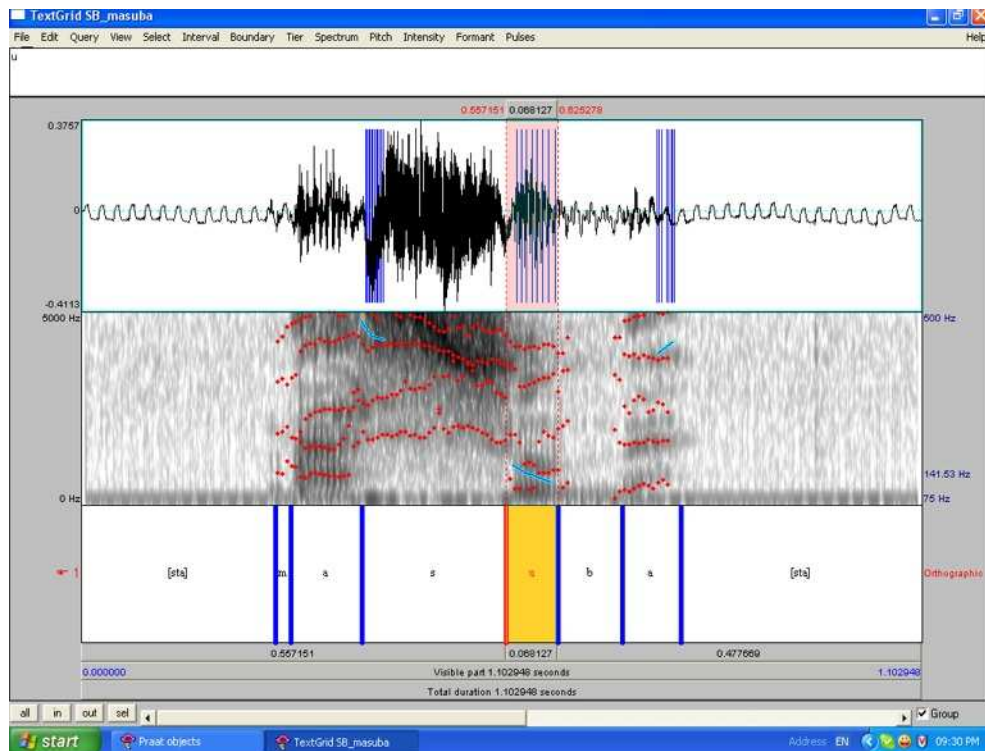 TextGrid SB_masuba
File Edit Query View Select Interval Boundary Tier Spectrum Pitch Intensity Formant Pulses Help
u
0.557151 0.068127 0.625278
0.3757
0
-0.4113
5000 Hz 500 Hz
141.53 Hz
0 Hz 75 Hz
1 [sta] m a s u b a [sta] Orthographic
0.557151 0.068127 0.477669
0.000000 Visible part 1.102948 seconds 1.102948
Total duration 1.102948 seconds
all in out sel Group
start Praat objects TextGrid SB_masuba Address EN 09:30 PM